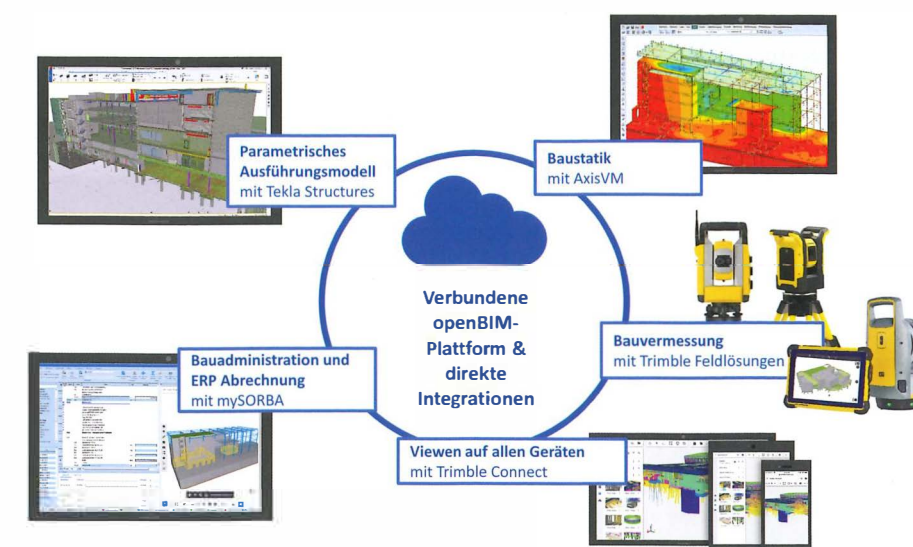 Parametrisches
Ausführungsmodell
mit Tekla Structures
Baustatik
mit AxisVM
Verbundene
openBIM-
Plattform &
direkte
Integrationen
Bauvermessung
mit Trimble Feldlösungen
Bauadministration und
ERP Abrechnung
mit mySORBA
Viewen auf allen Geräten
mit Trimble Connect